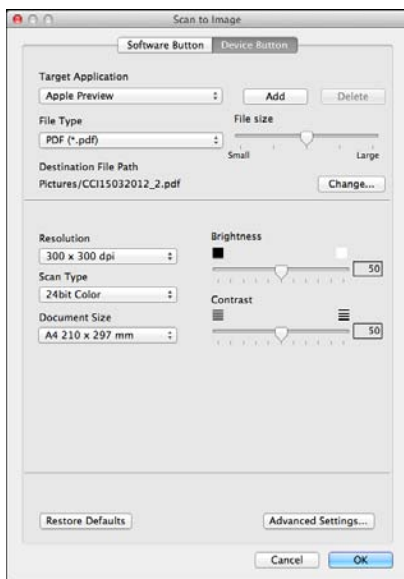 Scan to Image
Software Button Device Button
Target Application
Apple Preview Add Delete
File Type File size
PDF (*.pdf)
Small Large
Destination File Path
Pictures/CCI15032012_2.pdf Change...
Resolution Brightness
300 x 300 dpi
Scan Type 50
24bit Color Contrast
Document Size
A4 210 x 297 mm 50
Restore Defaults Advanced Settings...
Cancel OK